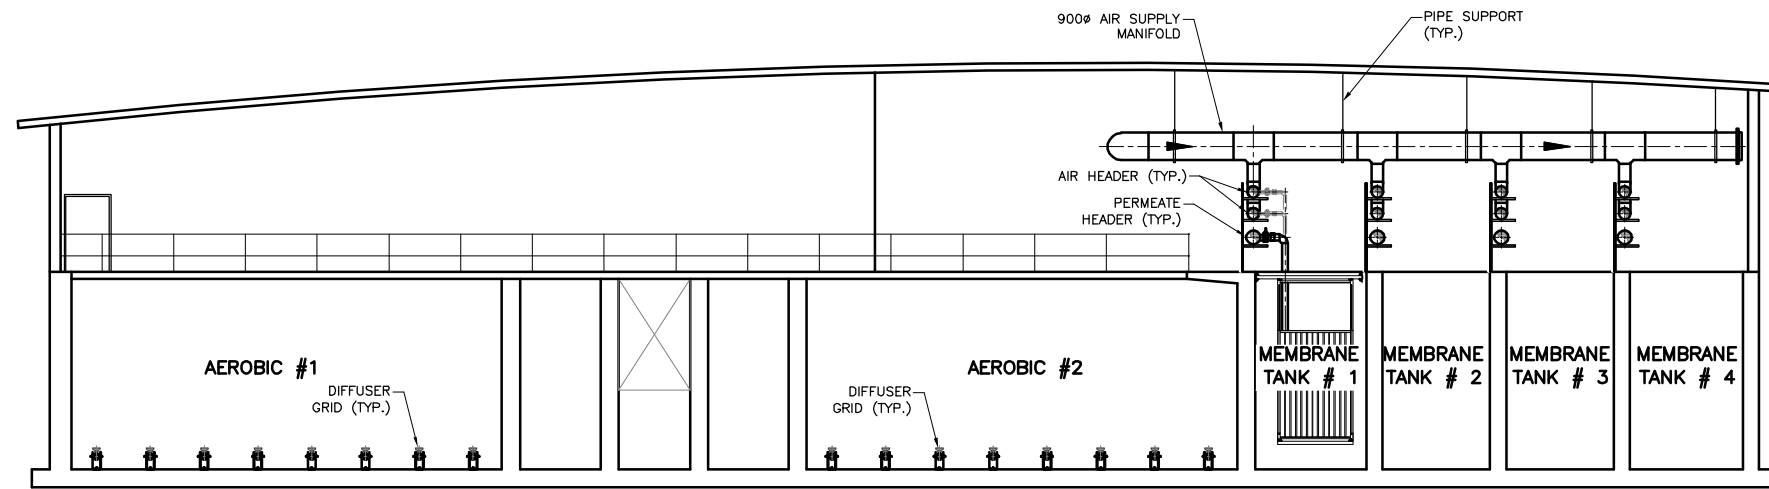 900ø AIR SUPPLY
MANIFOLD
PIPE SUPPORT
(TYP.)
AIR HEADER (TYP.)
PERMEATE
HEADER (TYP.)
AEROBIC #1
DIFFUSER
GRID (TYP.)
AEROBIC #2
DIFFUSER
GRID (TYP.)
MEMBRANE
TANK # 1
MEMBRANE
TANK # 2
MEMBRANE
TANK # 3
MEMBRANE
TANK # 4